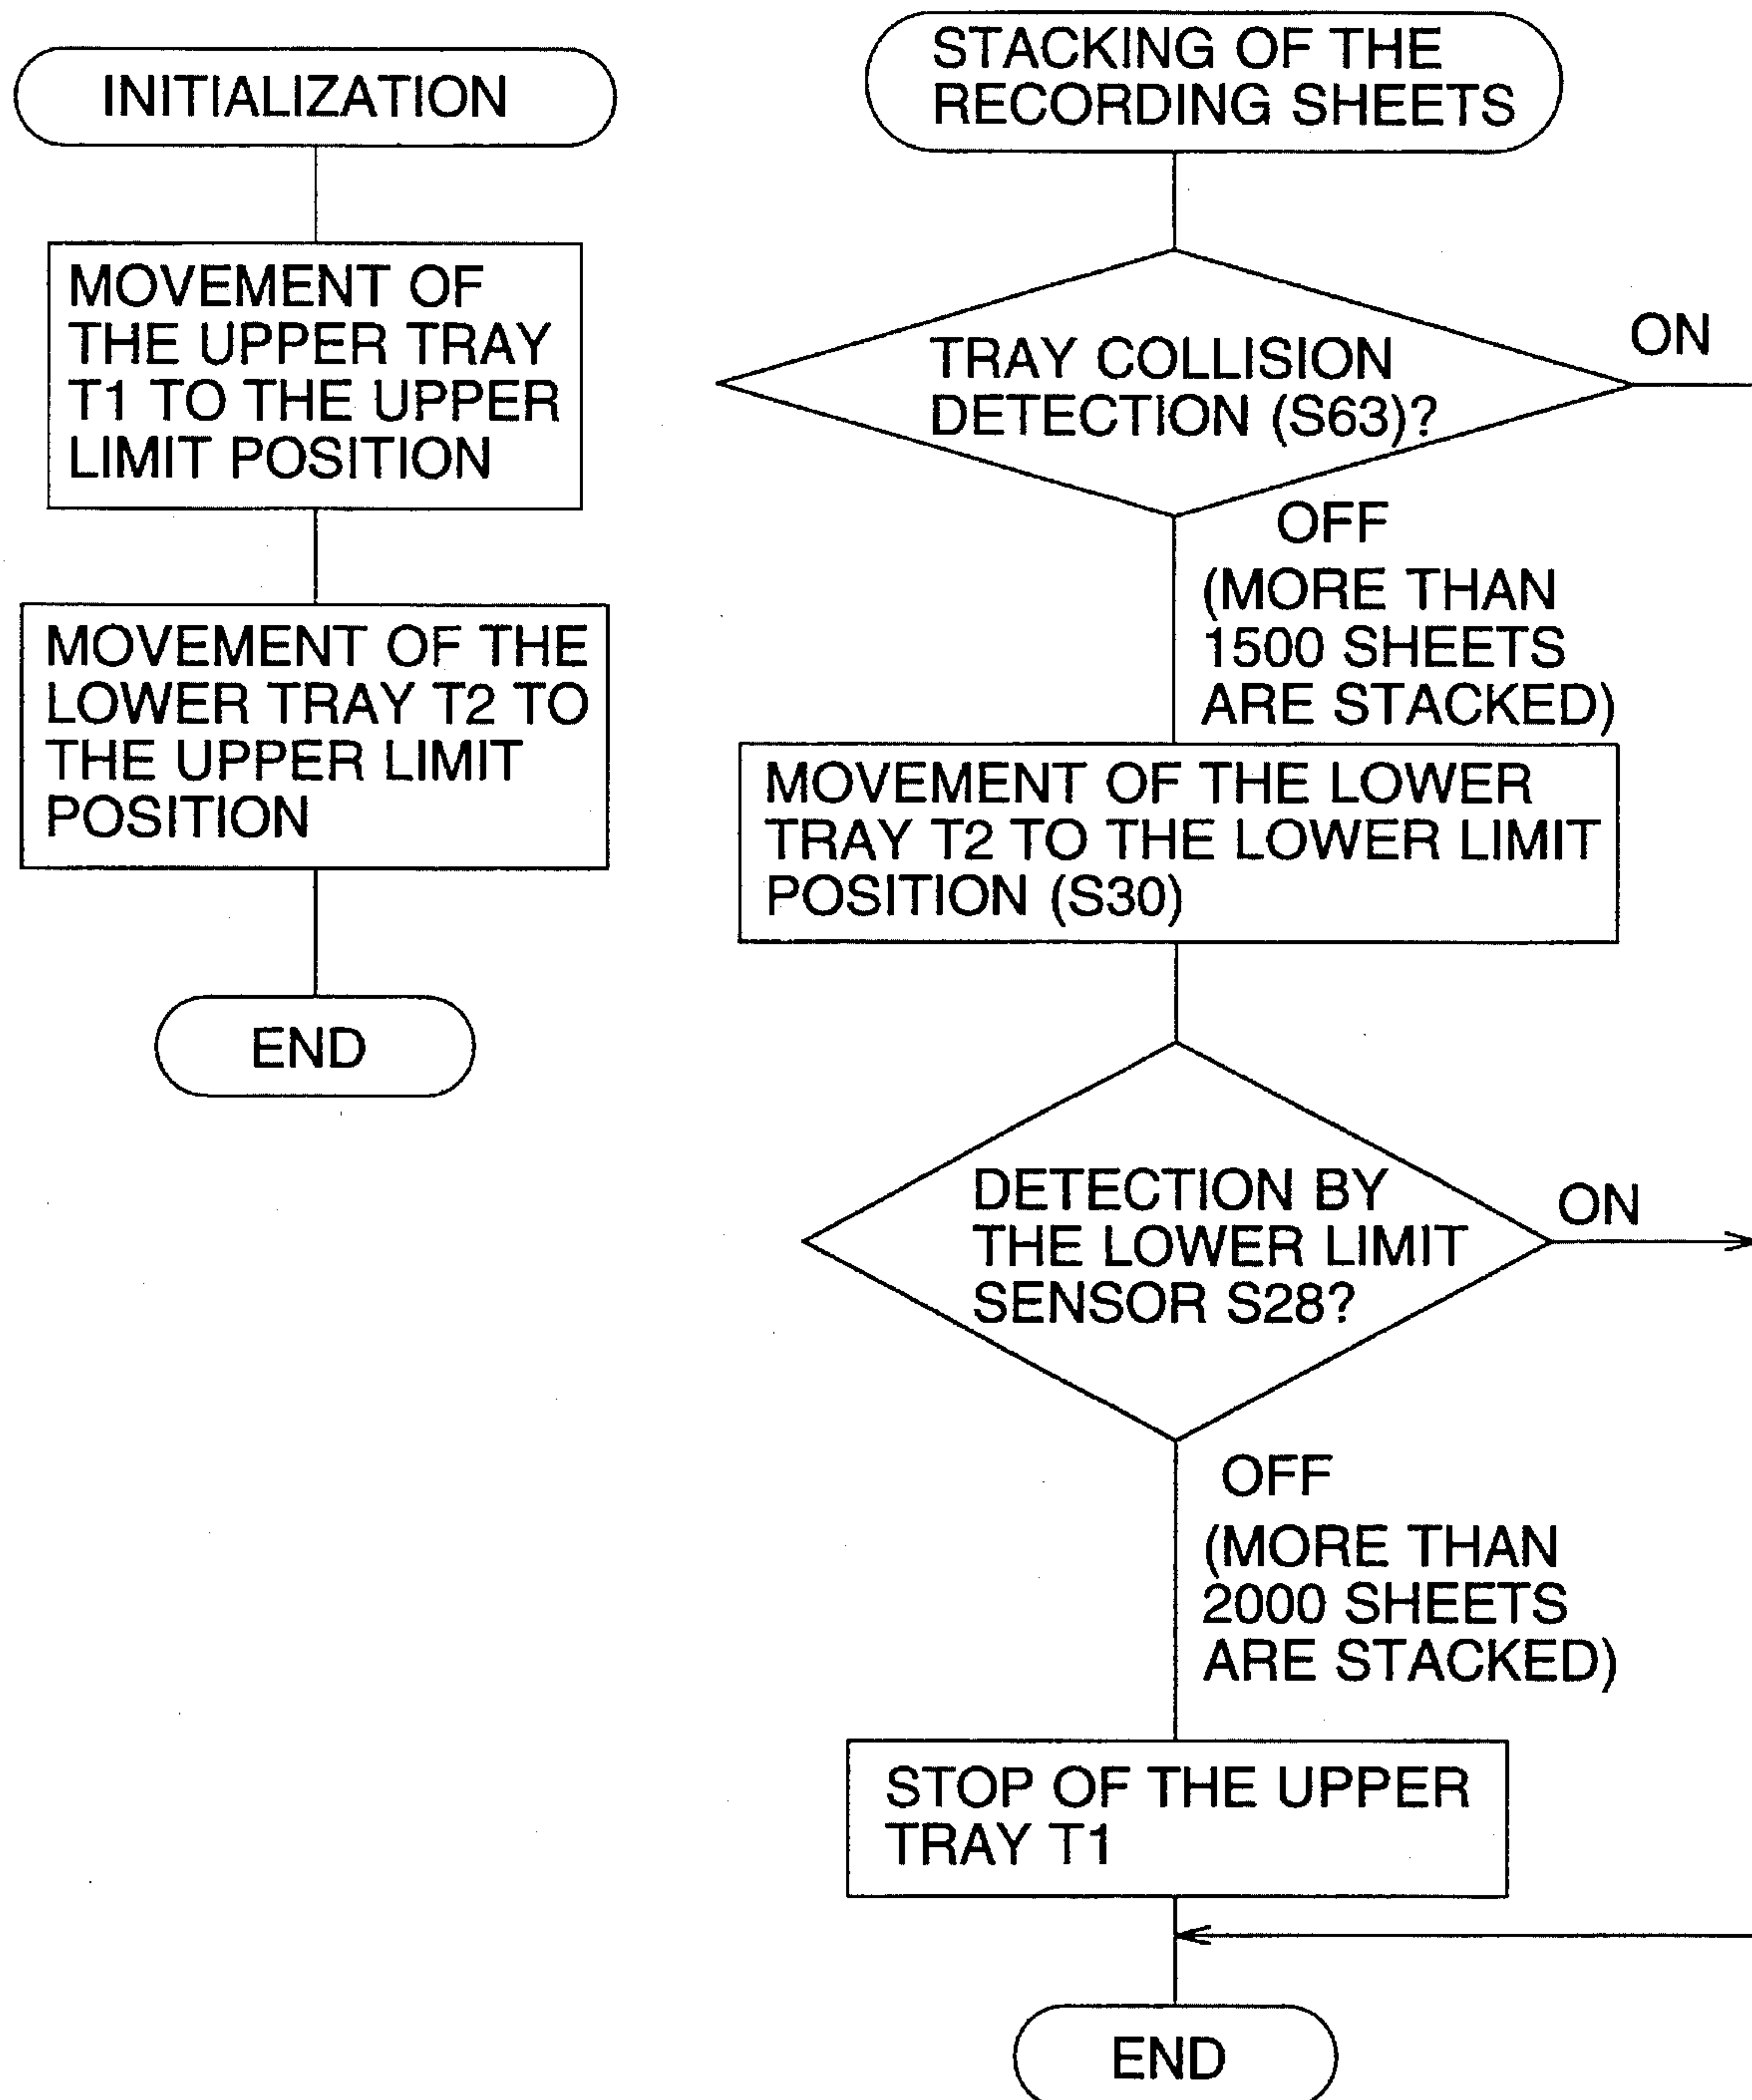 INITIALIZATION
MOVEMENT OF
THE UPPER TRAY
T1 TO THE UPPER
LIMIT POSITION
MOVEMENT OF THE
LOWER TRAY T2 TO
THE UPPER LIMIT
POSITION
END
STACKING OF THE
RECORDING SHEETS
TRAY COLLISION
DETECTION (S63)?
ON
OFF
(MORE THAN
1500 SHEETS
ARE STACKED)
MOVEMENT OF THE LOWER
TRAY T2 TO THE LOWER LIMIT
POSITION (S30)
DETECTION BY
THE LOWER LIMIT
SENSOR S28?
ON
OFF
(MORE THAN
2000 SHEETS
ARE STACKED)
STOP OF THE UPPER
TRAY T1
END